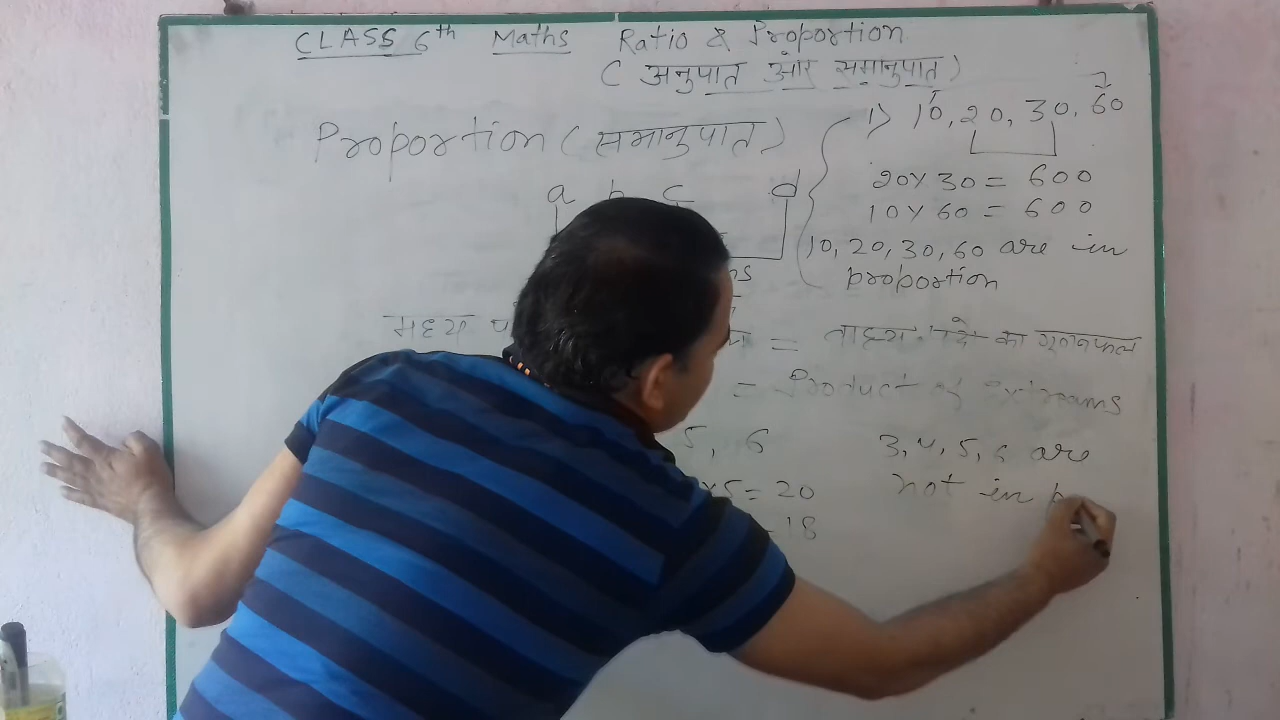 CLASS 6th Maths Ratio & Proportion
( अनुपात और समानुपात )
Proportion ( समानुपात )
a b c d
1) 10, 20, 30, 60
20 × 30 = 600
10 × 60 = 600
10, 20, 30, 60 are in
proportion
मध्य = का गुणनफल
= Product of extreams
5, 6
×5 = 20
18
3, 4, 5, 6 are
not in p